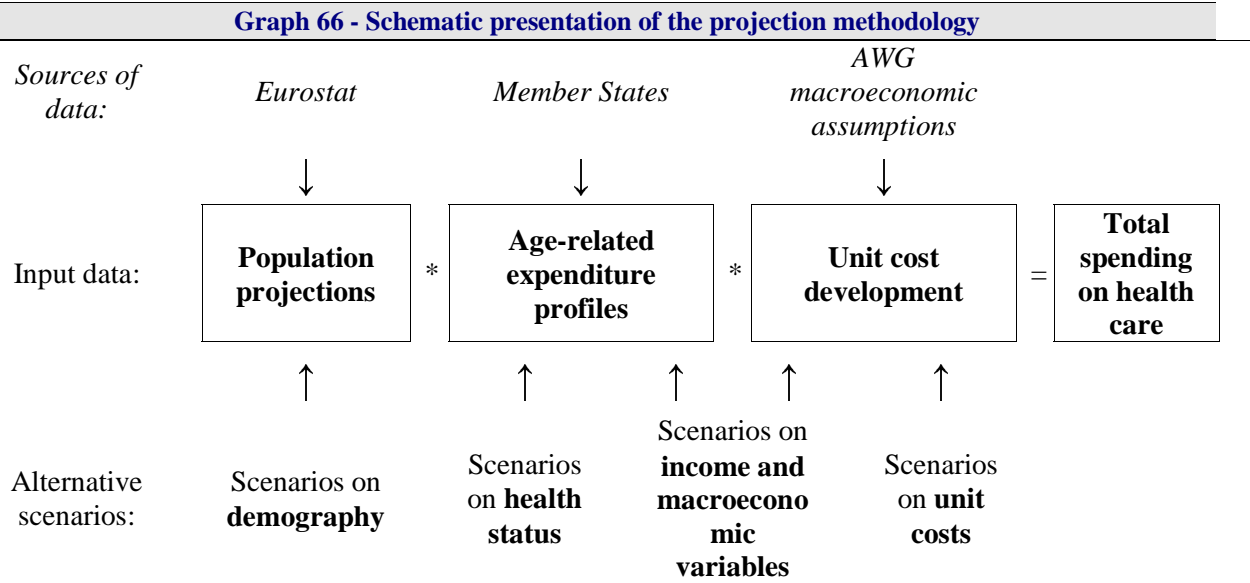 Graph 66 - Schematic presentation of the projection methodology
Sources of
data:
Eurostat
Member States
AWG
macroeconomic
assumptions
↓ ↓ ↓
Input data:
Population
projections
*
Age-related
expenditure
profiles
*
Unit cost
development
=
Total
spending
on health
care
↑ ↑ ↑ ↑ ↑
Alternative
scenarios:
Scenarios on
demography
Scenarios
on health
status
Scenarios on
income and
macroecono
mic
variables
Scenarios
on unit
costs